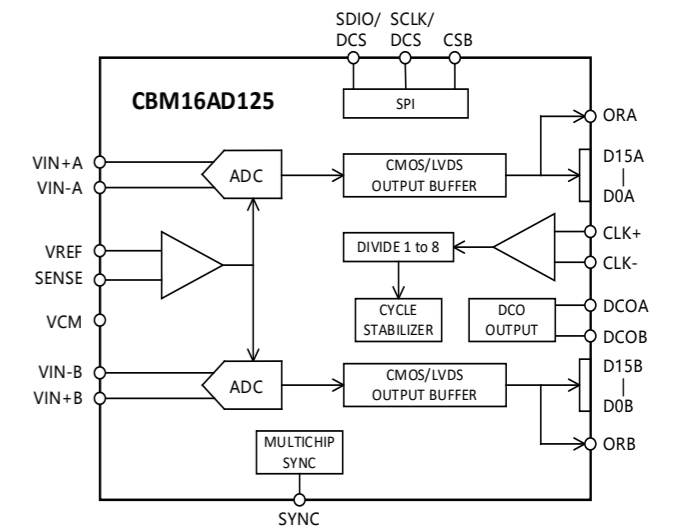 SDIO/ SCLK/
DCS DCS CSB
CBM16AD125
SPI
ORA
VIN+A
VIN-A
ADC
CMOS/LVDS
OUTPUT BUFFER
D15A
|
D0A
VREF
SENSE
DIVIDE 1 to 8
CLK+
CLK-
VCM
CYCLE
STABILIZER
DCO
OUTPUT
DCOA
DCOB
VIN-B
VIN+B
ADC
CMOS/LVDS
OUTPUT BUFFER
D15B
|
D0B
MULTICHIP
SYNC
ORB
SYNC